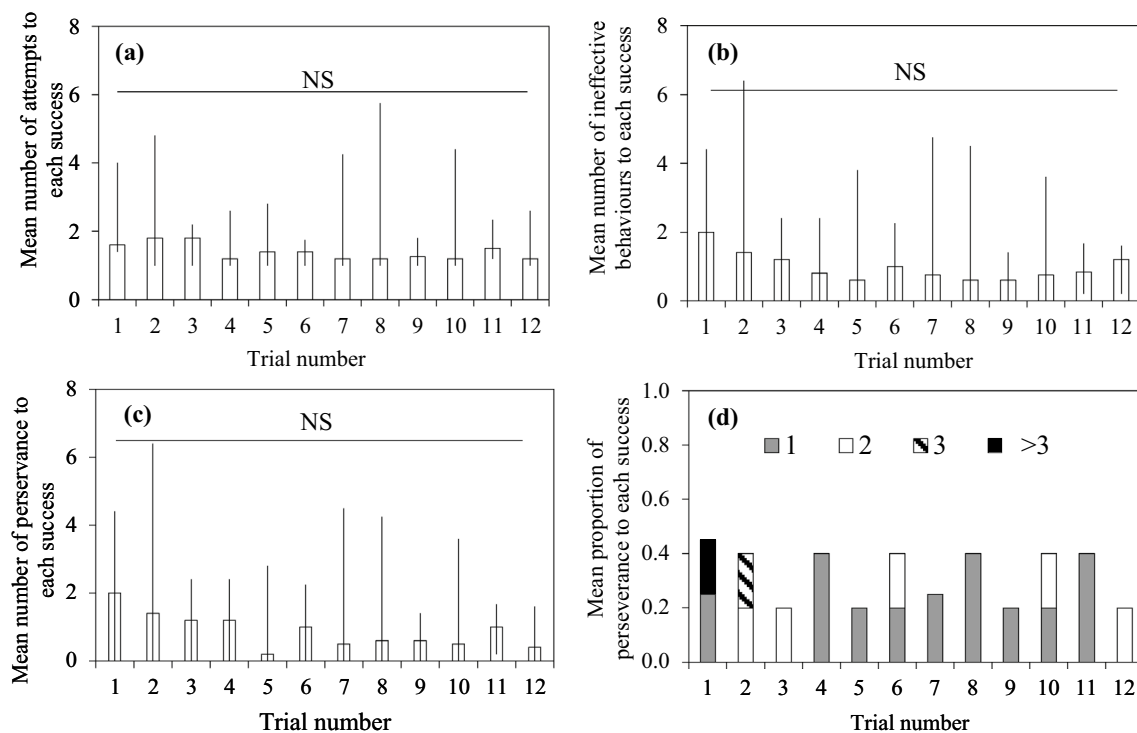 Mean number of attempts to
each success
(a)
NS
8
6
4
2
0
1 2 3 4 5 6 7 8 9 10 11 12
Trial number
Mean number of ineffective
behaviours to each success
(b)
NS
8
6
4
2
0
1 2 3 4 5 6 7 8 9 10 11 12
Trial number
Mean number of perservance to
each success
(c)
NS
8
6
4
2
0
1 2 3 4 5 6 7 8 9 10 11 12
Trial number
Mean proportion of
perseverance to each success
(d)
1 2 3 >3
1.0
0.8
0.6
0.4
0.2
0.0
1 2 3 4 5 6 7 8 9 10 11 12
Trial number